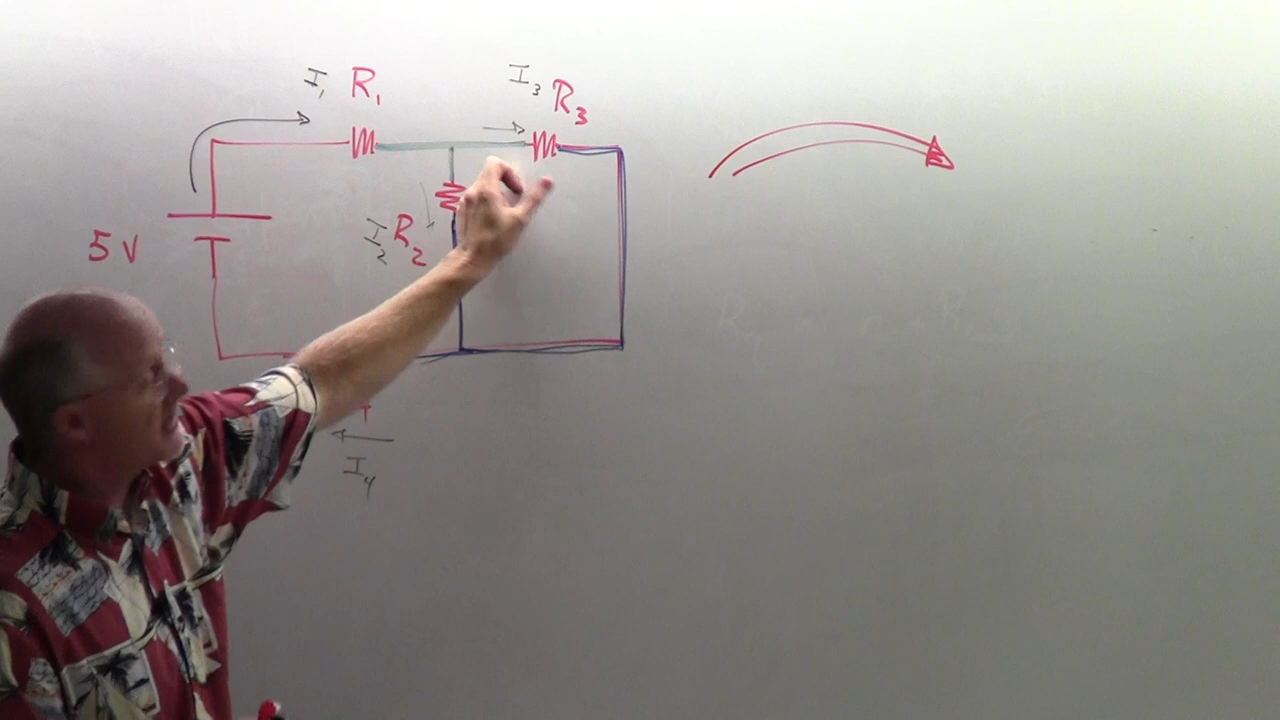 I₁ R₁
I₃ R₃
5 V
I₂ R₂
I₄